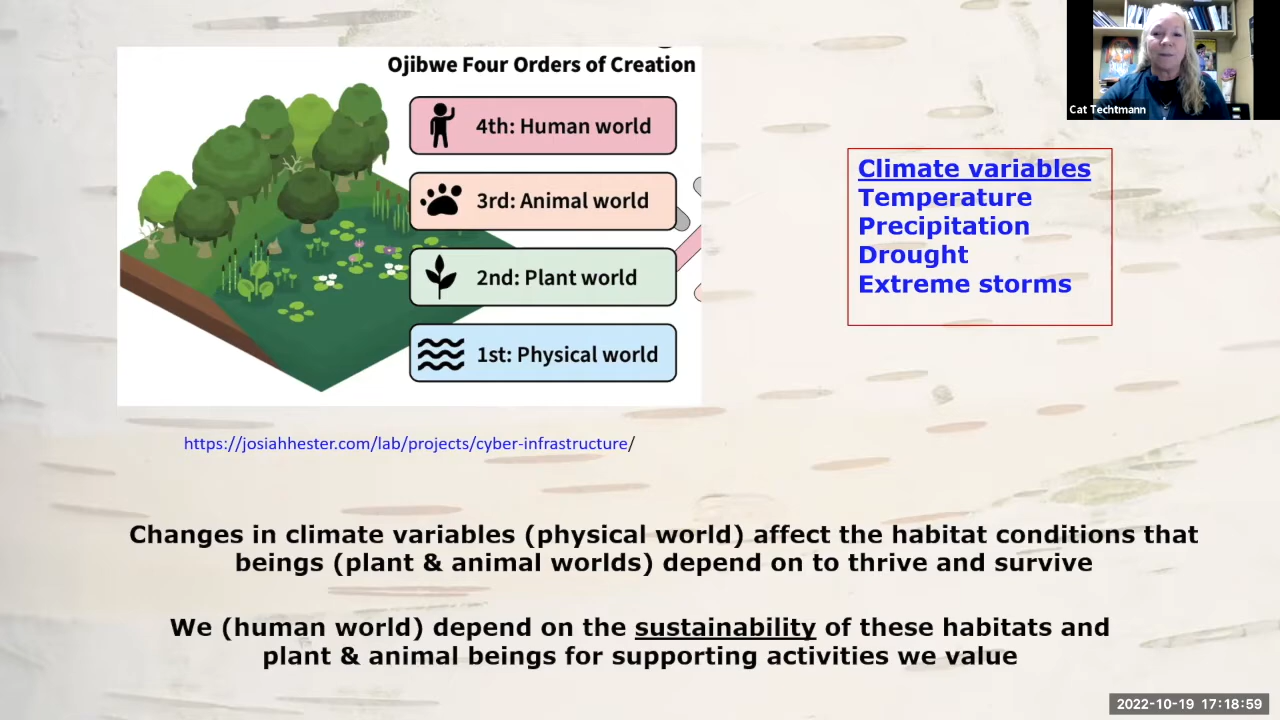 Ojibwe Four Orders of Creation
4th: Human world
3rd: Animal world
2nd: Plant world
1st: Physical world
https://josiahhester.com/lab/projects/cyber-infrastructure/
Cat Techtmann
Climate variables
Temperature
Precipitation
Drought
Extreme storms
Changes in climate variables (physical world) affect the habitat conditions that
beings (plant & animal worlds) depend on to thrive and survive
We (human world) depend on the sustainability of these habitats and
plant & animal beings for supporting activities we value
2022-10-19 17:18:59